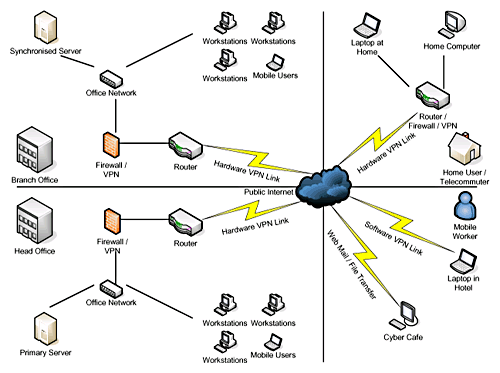 Synchronised Server
Workstations Workstations
Workstations Mobile Users
Office Network
Branch Office
Firewall /
VPN
Router
Hardware VPN Link
Laptop at
Home
Home Computer
Router /
Firewall / VPN
Hardware VPN Link
Home User /
Telecommuter
Public Internet
Head Office
Firewall /
VPN
Router
Hardware VPN Link
Office Network
Primary Server
Workstations Workstations
Workstations Mobile Users
Mobile
Worker
Software VPN Link
Laptop in
Hotel
Web Mail / File Transfer
Cyber Cafe